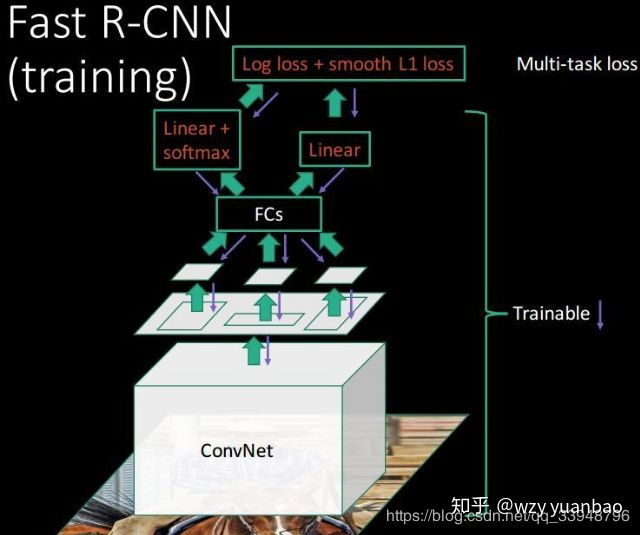 Fast R-CNN
(training)
Log loss + smooth L1 loss
Multi-task loss
Linear +
softmax
Linear
FCs
Trainable
ConvNet
知乎 @wzy yuanbao
https://blog.csdn.net/qq_33948796